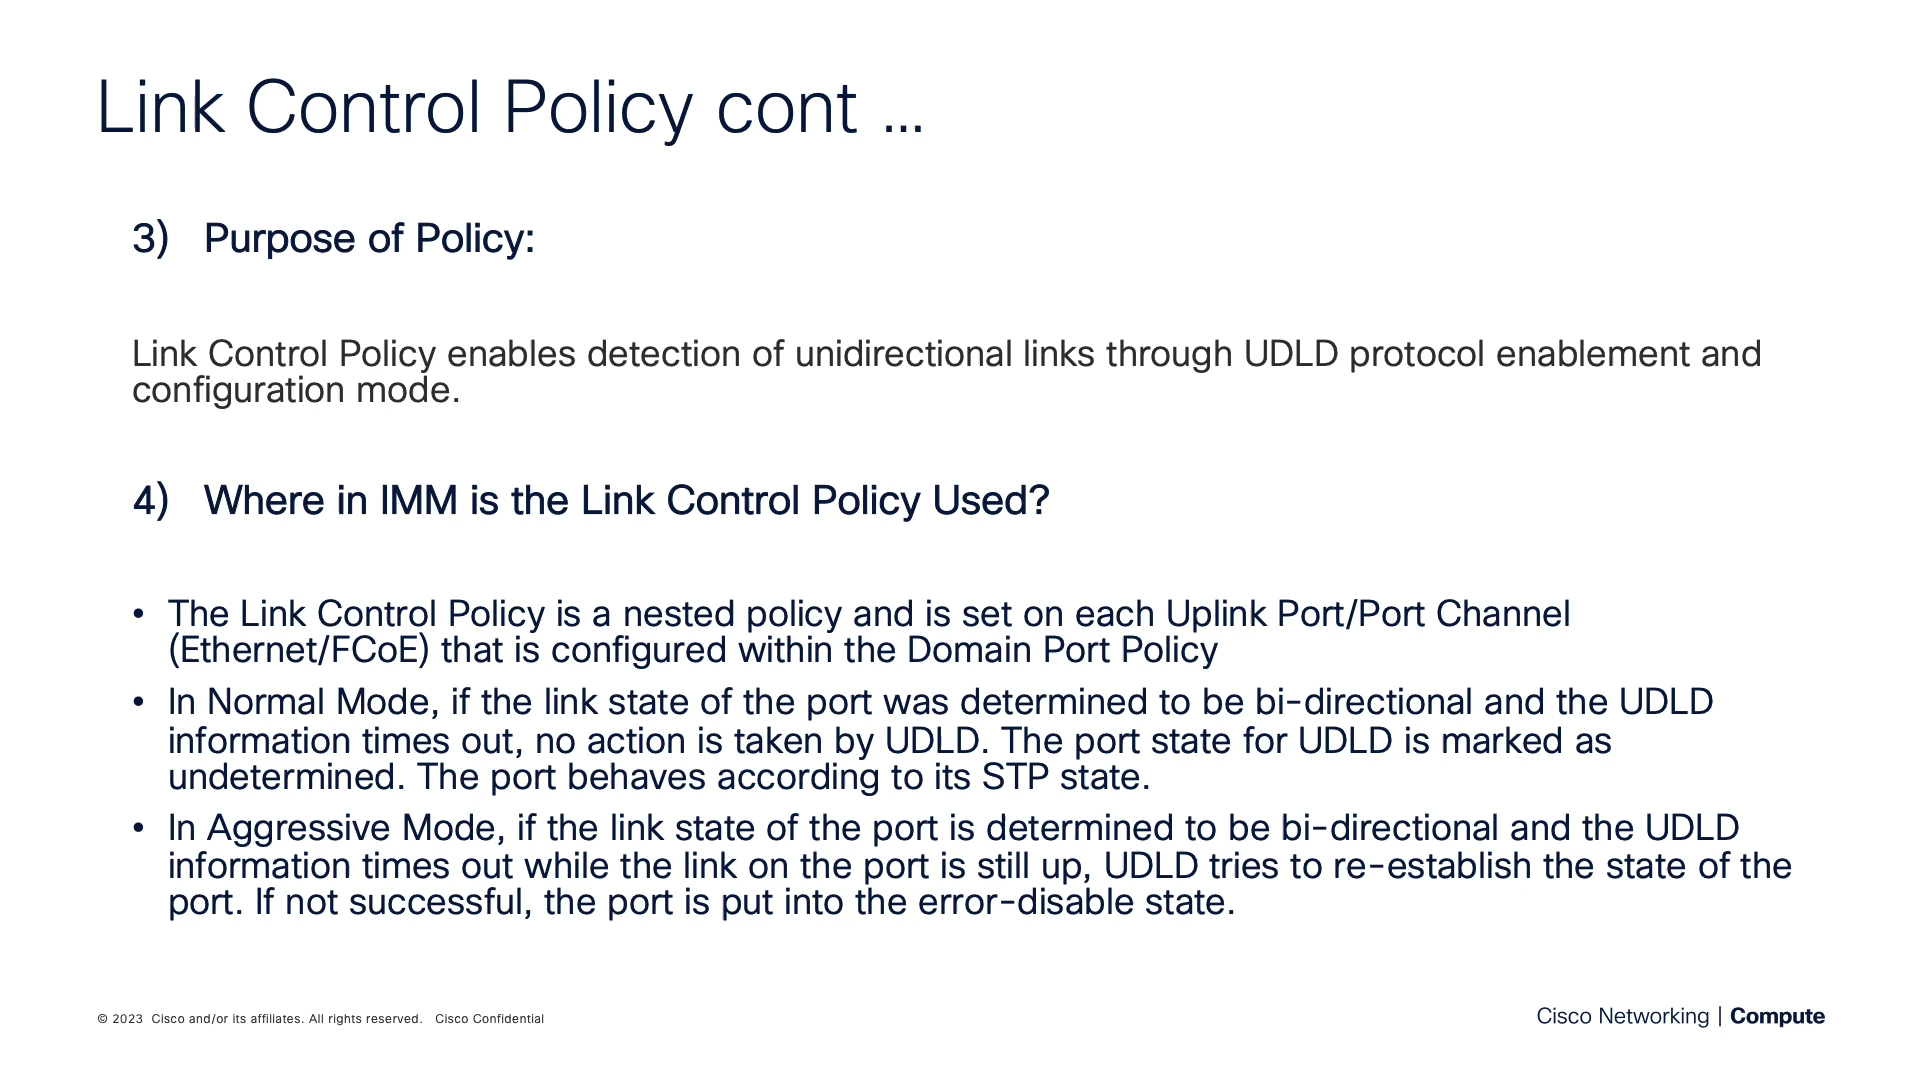 Link Control Policy cont ...
3) Purpose of Policy:
Link Control Policy enables detection of unidirectional links through UDLD protocol enablement and
configuration mode.
4) Where in IMM is the Link Control Policy Used?
• The Link Control Policy is a nested policy and is set on each Uplink Port/Port Channel
(Ethernet/FCoE) that is configured within the Domain Port Policy
• In Normal Mode, if the link state of the port was determined to be bi-directional and the UDLD
information times out, no action is taken by UDLD. The port state for UDLD is marked as
undetermined. The port behaves according to its STP state.
• In Aggressive Mode, if the link state of the port is determined to be bi-directional and the UDLD
information times out while the link on the port is still up, UDLD tries to re-establish the state of the
port. If not successful, the port is put into the error-disable state.
© 2023 Cisco and/or its affiliates. All rights reserved. Cisco Confidential
Cisco Networking | Compute